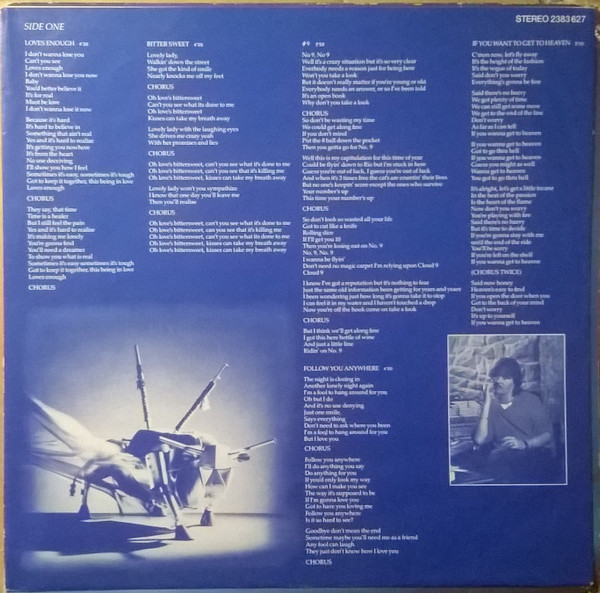 SIDE ONE
STEREO 2383 627
LOVES ENOUGH
I don't wanna lose you
Can't you see
Loves enough
I don't wanna lose you now
Baby
You'd better believe it
It's for real
Must be love
I don't wanna lose it now
Because it's hard
It's hard to believe in
Something that ain't real
Yes and it's hard to realise
It's getting you nowhere
It's from the heart
No one deceiving
I'll show you how I feel
Sometimes it's easy, sometimes it's tough
Got to keep it together, this being in love
Loves enough
CHORUS
They say, that time
Time is a healer
But I still feel the pain
Yes and it's hard to realise
It's making me lonely
You're gonna find
You'll need a dreamer
To show you what is real
Sometimes it's easy sometimes it's tough
Got to keep it together, this being in love
Loves enough
CHORUS
BITTER SWEET
Lovely lady,
Walkin' down the street
She got the kind of smile
Nearly knocks me off my feet
CHORUS
Oh love's bittersweet
Can't you see what its done to me
Oh love's bittersweet
Kisses can take my breath away
Lovely lady with the laughing eyes
She drives me crazy yeah
With her promises and lies
CHORUS
Oh love's bittersweet, can't you see what it's done to me
Oh love's bittersweet, can't you see that it's killing me
Oh love's bittersweet, kisses can take my breath away
Lovely lady won't you sympathize
I know that one day you'll leave me
Then you'll realise
CHORUS
Oh love's bittersweet, can't you see what it's done to me
Oh love's bittersweet, can you see that it's killing me
Oh love's bittersweet, can't you see what it's done to me
Oh love's bittersweet, kisses can take my breath away
Oh love's bittersweet, kisses can take my breath away
#9
No 9, No 9
Well it's a crazy situation but it's so very clear
Everbody needs a reason just for being here
Won't you take a look
But it doesn't really matter if you're young or old
Everybody needs an answer, or so I've been told
It's an open book
Why don't you take a look
CHORUS
So don't be wasting my time
We could get along fine
If you don't mind
Put the 8 ball down the pocket
Then you gotta go for No. 9
Well this is my capitulation for this time of year
Could be flyin' down to Rio but I'm stuck in here
Guess you're out of luck, I guess you're out of luck
And when it's 3 times five the cat's are countin' their lives
But no one's keepin' score except the ones who survive
Your number's up
This time your number's up
CHORUS
So don't look so wasted all your life
Got to cut like a knife
Rolling dice
If I'll get you 10
Then you're losing out on No. 9
No. 9, No. 9
I wanna be flyin'
Don't need no magic carpet I'm relying upon Cloud 9
Cloud 9
I know I've got a reputation but it's nothing to fear
Just the same old information been getting for years and years
I been wondering just how long it's gonna take it to stop
I can feel it in my water and I haven't touched a drop
Now you're off the hook come on take a look
CHORUS
But I think we'll get along fine
I got this here bottle of wine
And just a little line
Ridin' on No. 9
FOLLOW YOU ANYWHERE
The night is closing in
Another lonely night again
I'm a fool to hang around for you
Oh but I do
And it's no use denying
Just one smile,
Says everything
Don't need to ask where you been
I'm a fool to hang around for you
But I love you
CHORUS
Follow you anywhere
I'll do anything you say
Do anything for you
If you'd only look my way
How can I make you see
The way it's supposed to be
If I'm gonna love you
Got to have you loving me
Follow you anywhere
Is it so hard to see?
Goodbye don't mean the end
Sometime maybe you'll need me as a friend
Any fool can laugh
They just don't know how I love you
CHORUS
IF YOU WANT TO GET TO HEAVEN
C'mon now, let's fly away
It's the height of the fashion
It's the vogue of today
Said don't you worry
Everything's gonna be fine
Said there's no hurry
We got plenty of time
We can still get some more
We get to the end of the line
Don't worry
As far as I can tell
If you wanna get to heaven
If you wanna get to heaven
Got to go thru hell
If you wanna get to heaven
Guess you might as well
Wanna get to heaven
You got to go thru hell
It's alright, let's get a little insane
In the heat of the passion
Is the heart of the flame
Now don't you worry
You're playing with fire
Said there's no hurry
But it's time to decide
If you're gonna stay with me
until the end of the ride
You'll be sorry
If you're left on the shelf
If you wanna get to heaven
(CHORUS TWICE)
Said now honey
Heaven's easy to find
If you open the door when you
Got to the back of your mind
Don't worry
It's up to yourself
If you wanna get to heaven